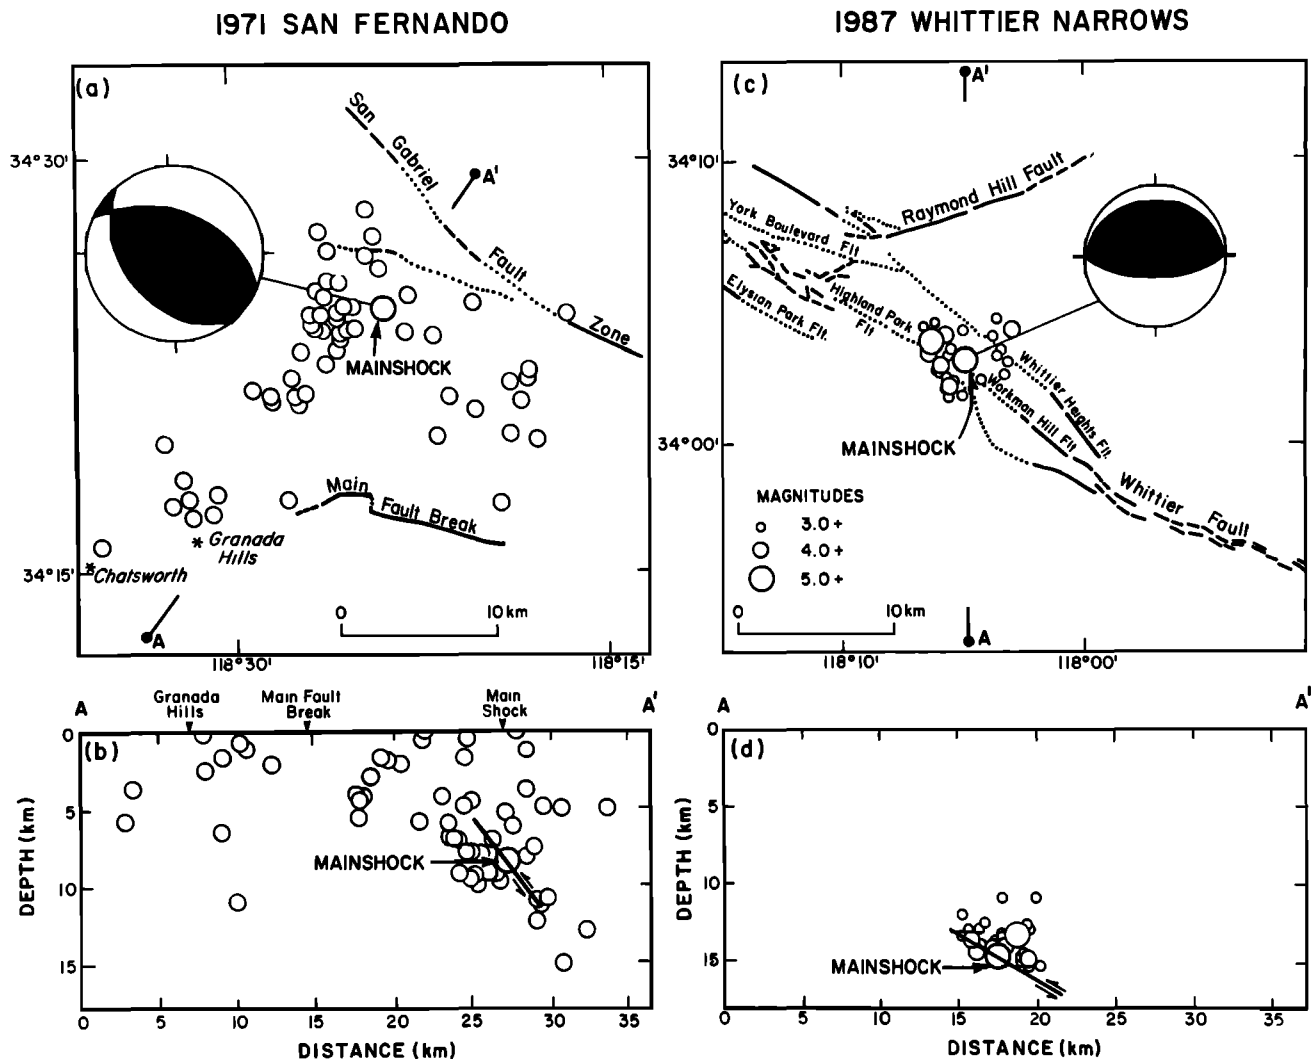 1971 SAN FERNANDO
1987 WHITTIER NARROWS
(a)
San Gabriel Fault Zone
A'
34°30'
MAINSHOCK
Main Fault Break
* Granada
Hills
*Chatsworth
34°15'
A
0 10 km
118°30' 118°15'
(c)
A'
34°10'
Raymond Hill Fault
York Boulevard Flt
Highland Park
Flt
Elysian Park Flt.
Whittier Heights Flt.
Workman Hill Flt
34°00'
MAINSHOCK
Whittier Fault
MAGNITUDES
3.0+
4.0+
5.0+
0 10 km
A
118°10' 118°00'
A
Granada
Hills
Main Fault
Break
Main
Shock
A'
(b)
0
5
10
15
DEPTH (km)
MAINSHOCK
0 5 10 15 20 25 30 35
DISTANCE (km)
A A'
(d)
0
5
10
15
DEPTH (km)
MAINSHOCK
0 5 10 15 20 25 30 35
DISTANCE (km)